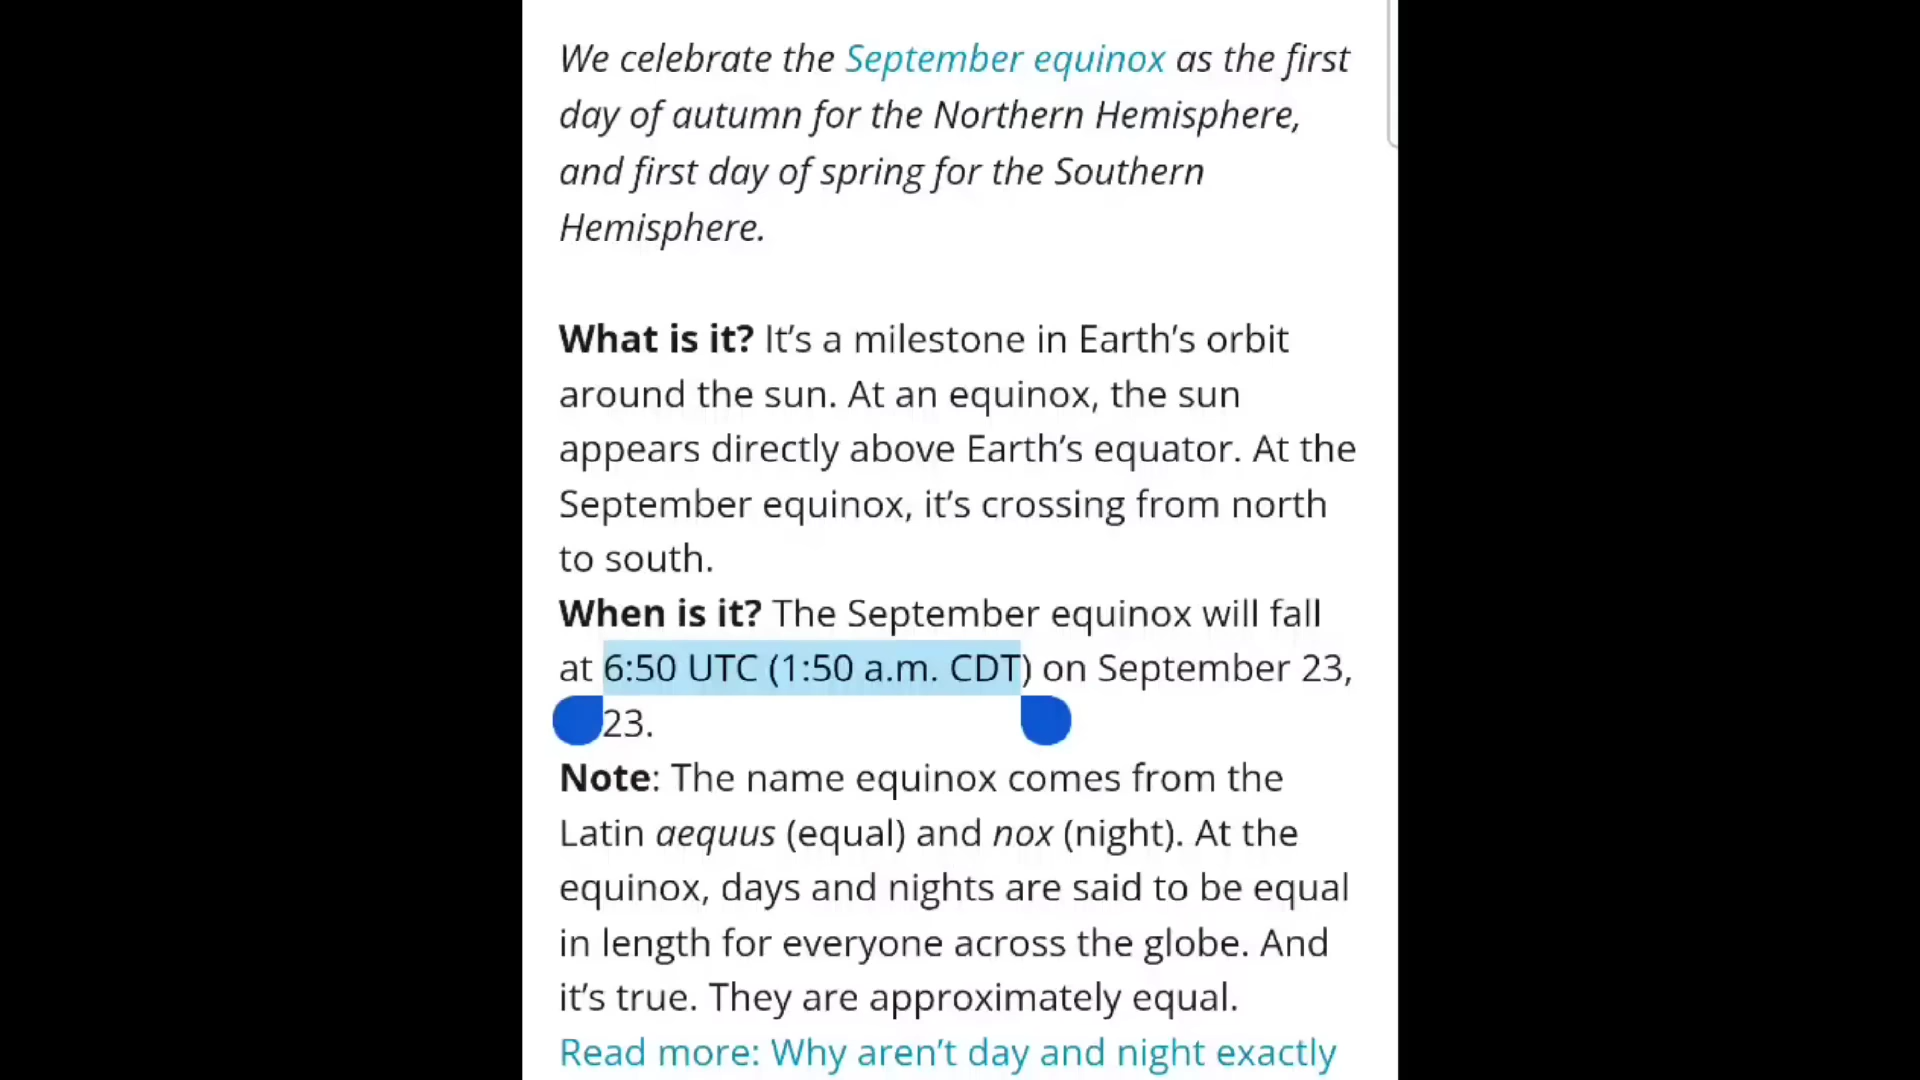 We celebrate the September equinox as the first
day of autumn for the Northern Hemisphere,
and first day of spring for the Southern
Hemisphere.
What is it? It’s a milestone in Earth’s orbit
around the sun. At an equinox, the sun
appears directly above Earth’s equator. At the
September equinox, it’s crossing from north
to south.
When is it? The September equinox will fall
at 6:50 UTC (1:50 a.m. CDT) on September 23,
23.
Note: The name equinox comes from the
Latin aequus (equal) and nox (night). At the
equinox, days and nights are said to be equal
in length for everyone across the globe. And
it’s true. They are approximately equal.
Read more: Why aren’t day and night exactly